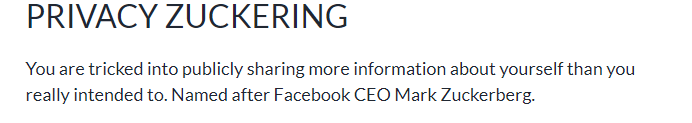 PRIVACY ZUCKERING
You are tricked into publicly sharing more information about yourself than you
really intended to. Named after Facebook CEO Mark Zuckerberg.